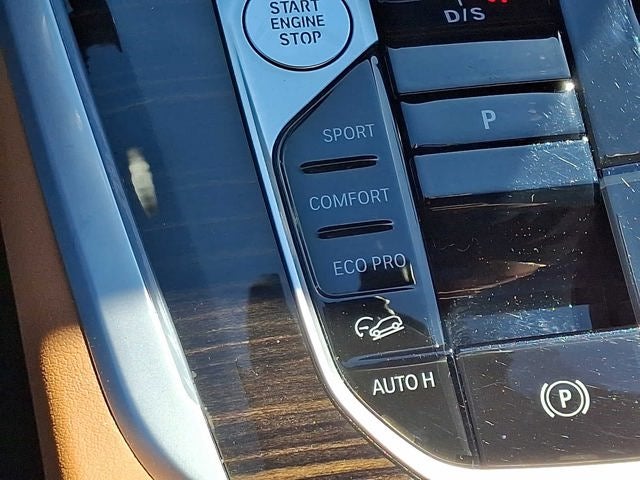 START
ENGINE
STOP
D/S
P
SPORT
COMFORT
ECO PRO
AUTO H
P